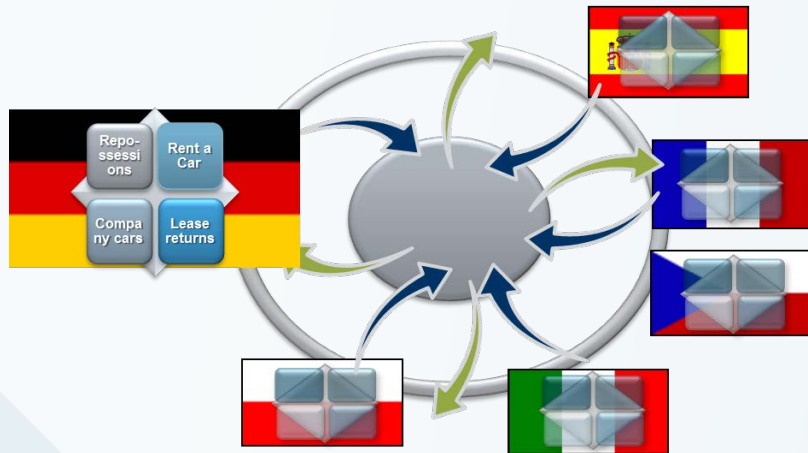 Repo-
ssessi
ons
Rent a
Car
Compa
ny cars
Lease
returns